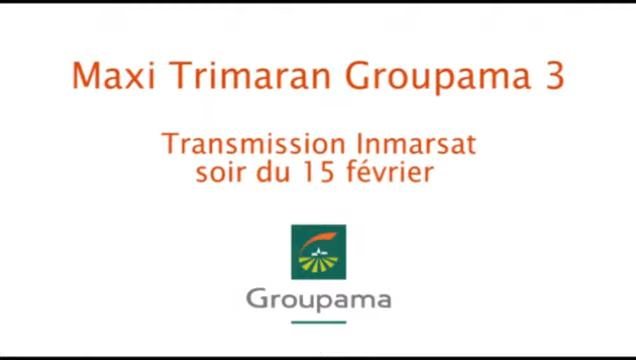 Maxi Trimaran Groupama 3
Transmission Inmarsat
soir du 15 février
Groupama